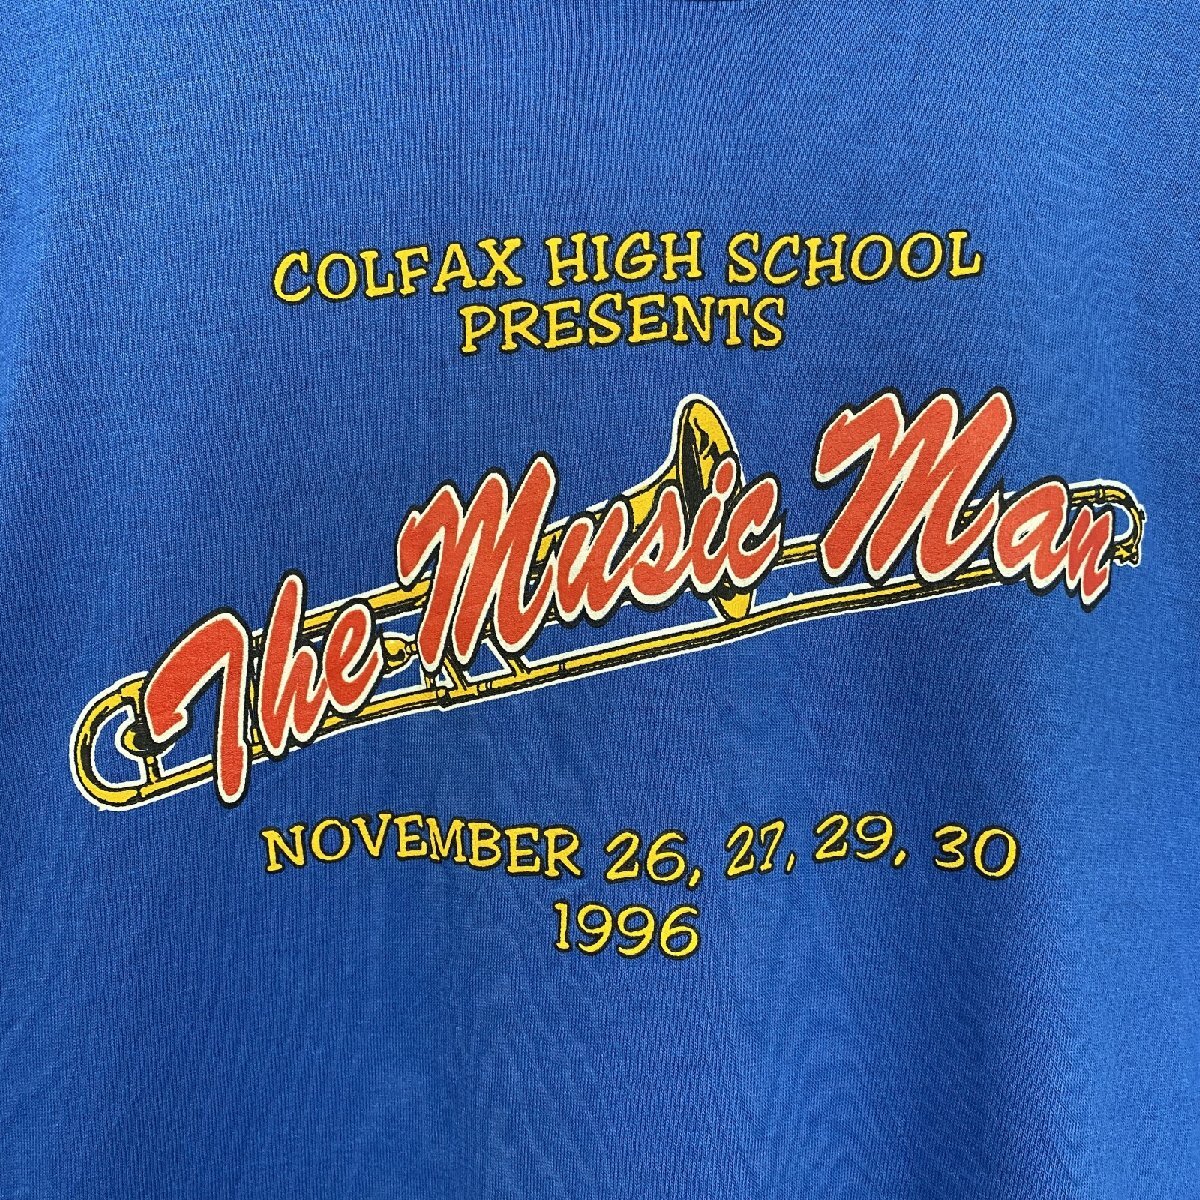 COLFAX HIGH SCHOOL
PRESENTS
The Music Man
NOVEMBER 26, 27, 29, 30
1996